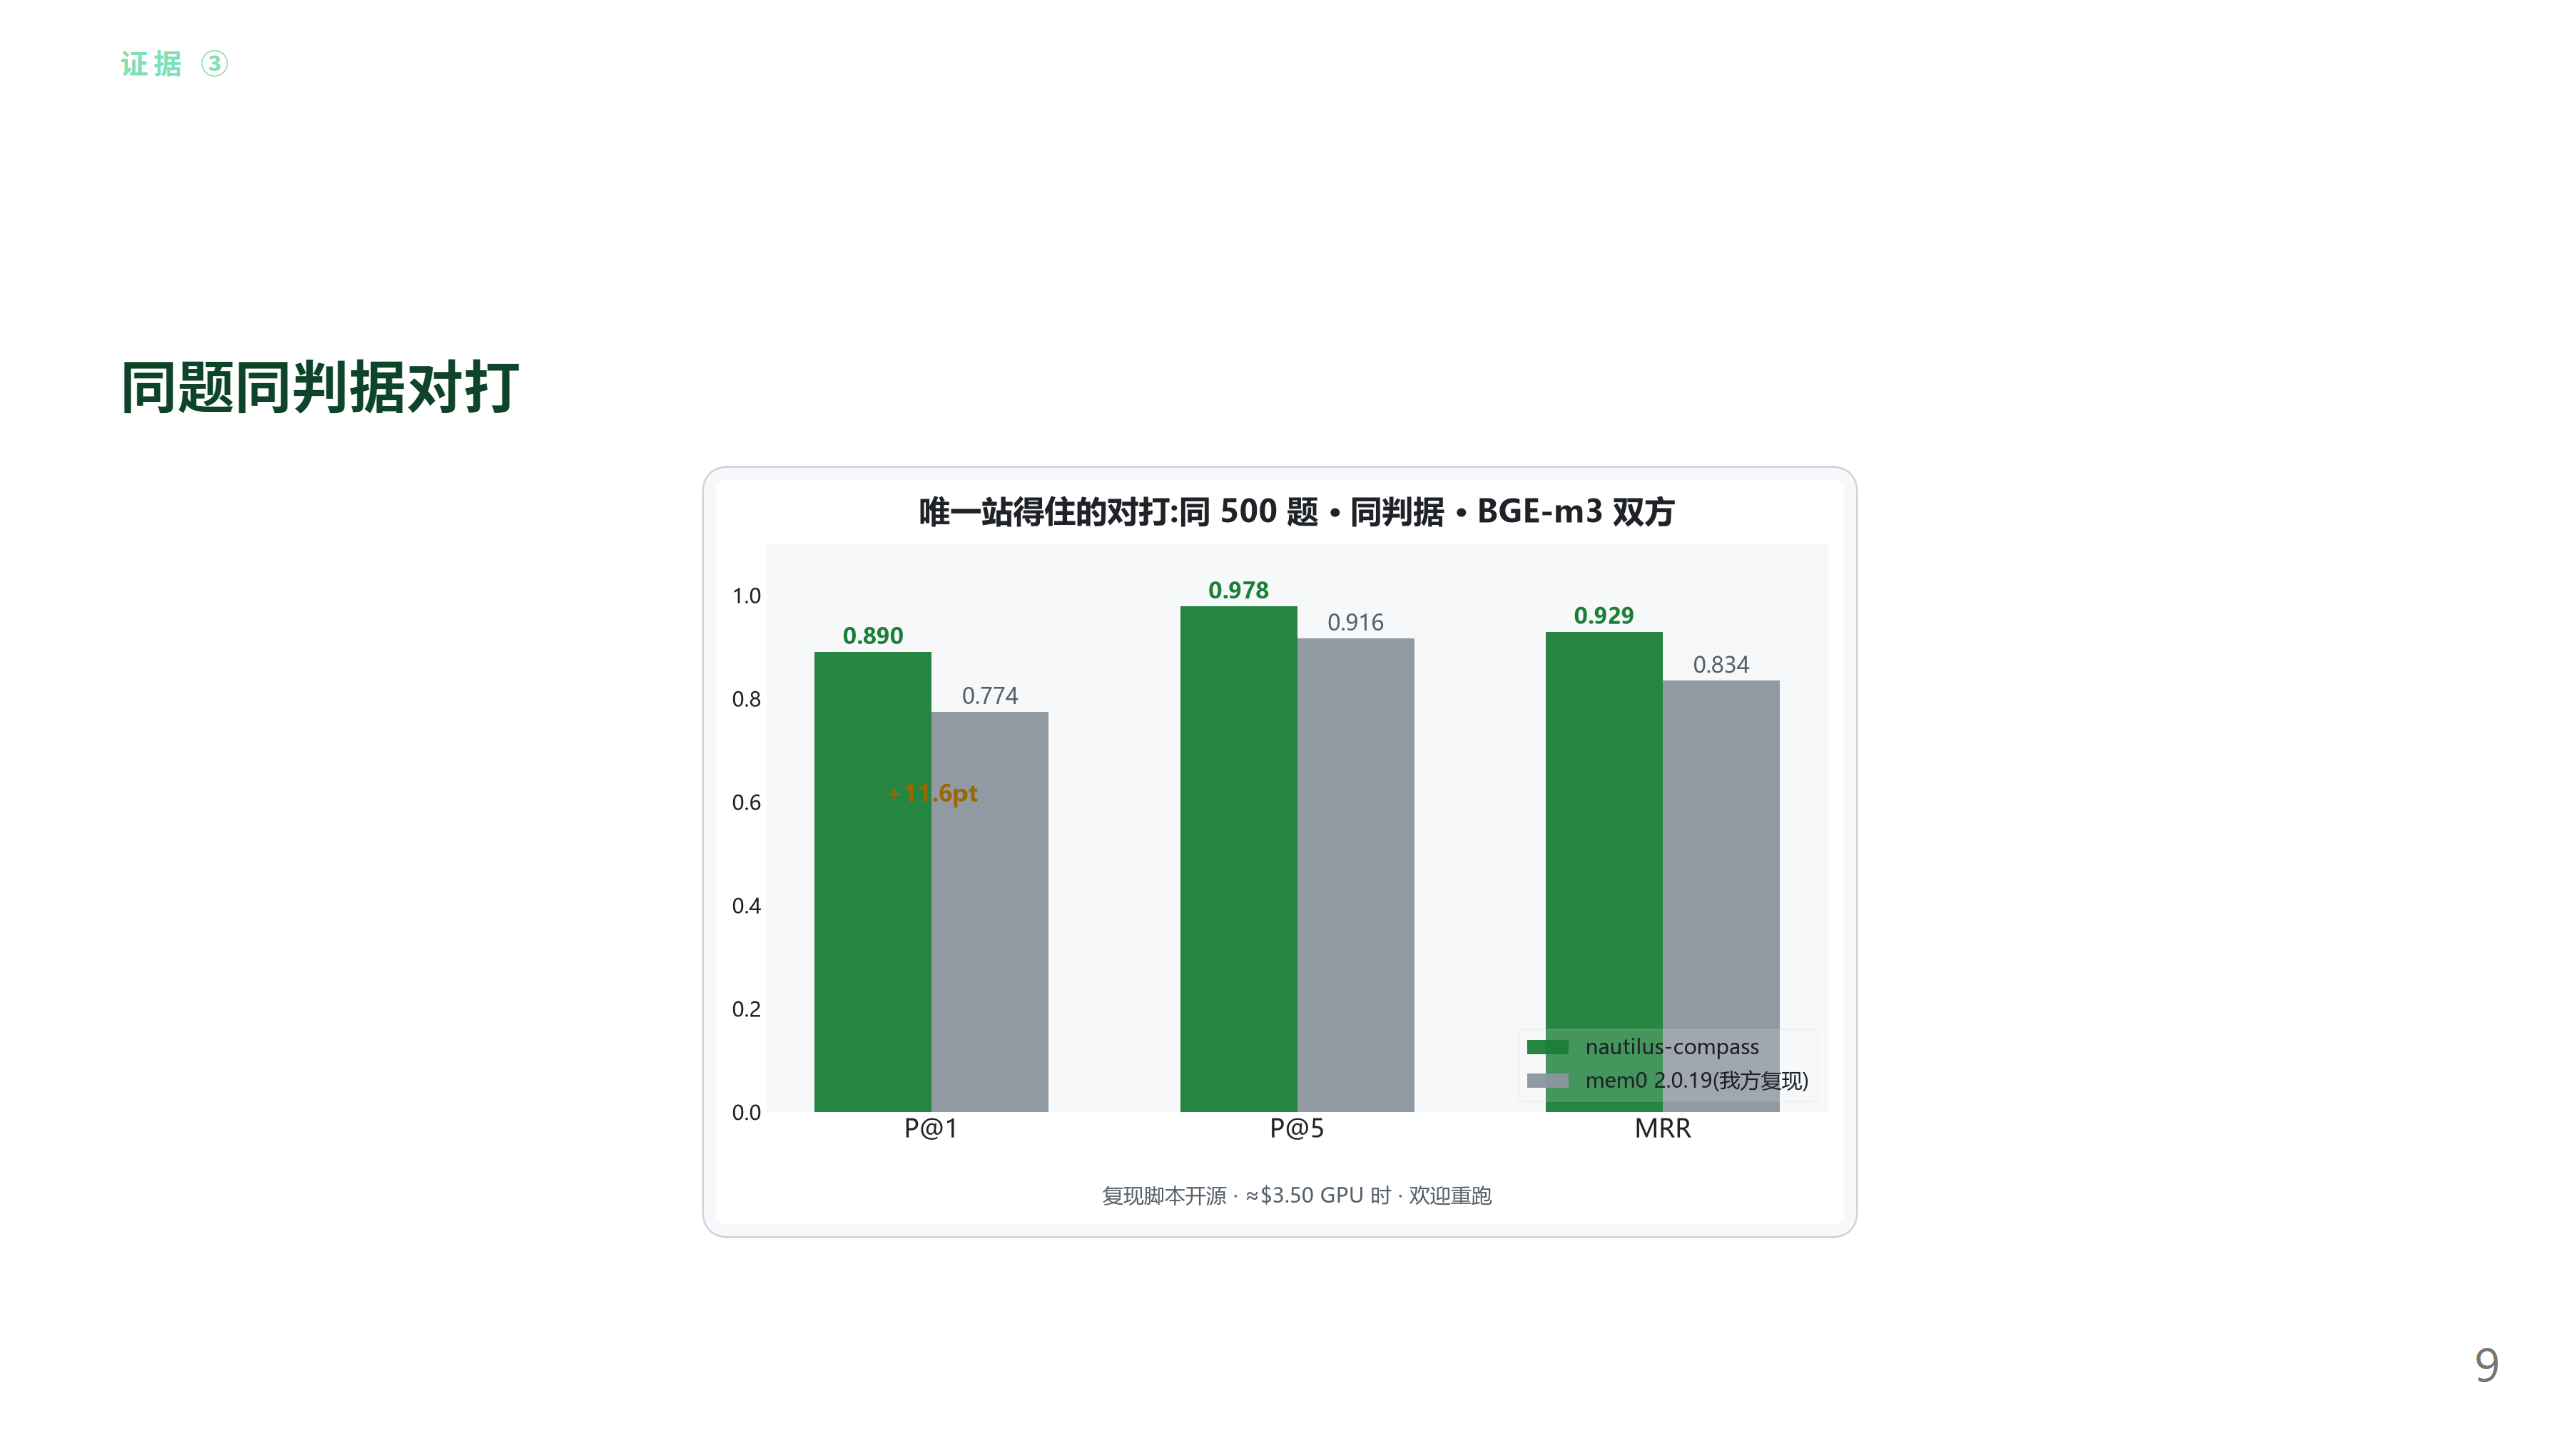 证据 ③
同题同判据对打
唯一站得住的对打:同 500 题 • 同判据 • BGE-m3 双方
1.0
0.8
0.6
0.4
0.2
0.0
0.890
0.774
+11.6pt
0.978
0.916
0.929
0.834
nautilus-compass
mem0 2.0.19(我方复现)
P@1
P@5
MRR
复现脚本开源 · ≈$3.50 GPU 时 · 欢迎重跑
9